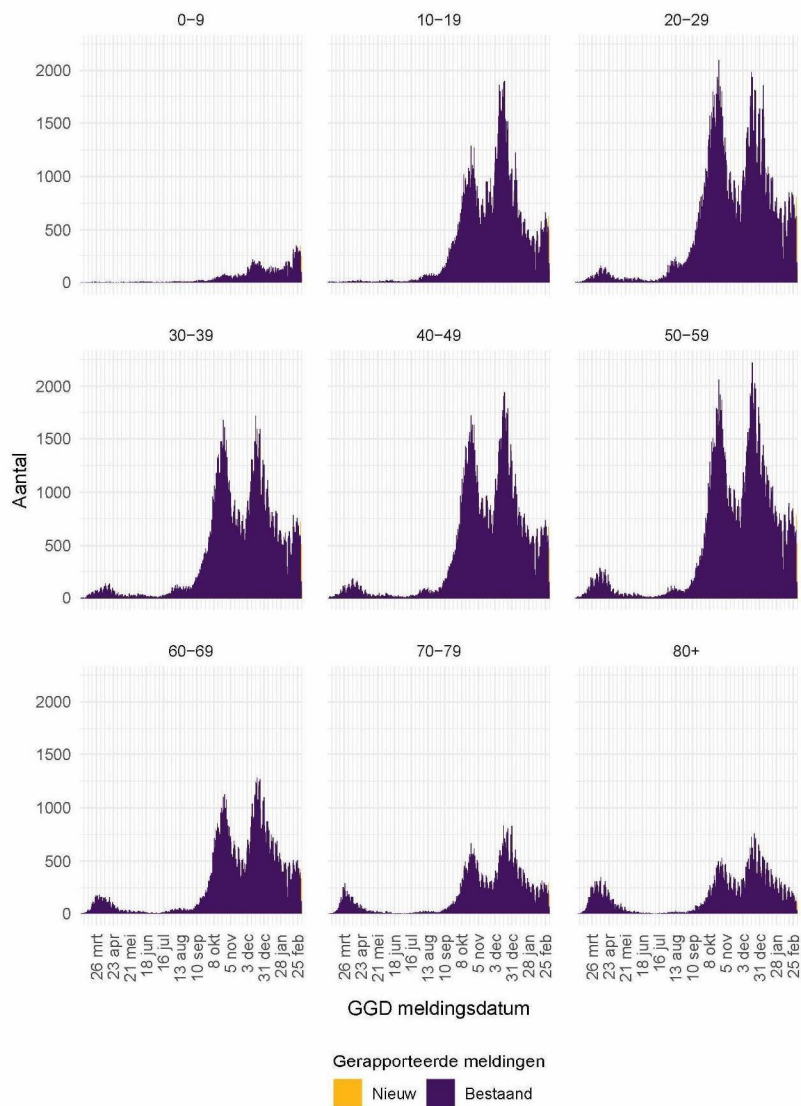 0-9 10-19 20-29
2000
1500
1000
500
0
30-39 40-49 50-59
2000
1500
1000
500
0
Aantal
60-69 70-79 80+
2000
1500
1000
500
0
26 mrt
23 apr
21 mei
18 jun
16 jul
13 aug
10 sep
8 okt
5 nov
3 dec
31 dec
28 jan
25 feb
26 mrt
23 apr
21 mei
18 jun
16 jul
13 aug
10 sep
8 okt
5 nov
3 dec
31 dec
28 jan
25 feb
26 mrt
23 apr
21 mei
18 jun
16 jul
13 aug
10 sep
8 okt
5 nov
3 dec
31 dec
28 jan
25 feb
GGD meldingsdatum
Gerapporteerde meldingen
Nieuw Bestaand